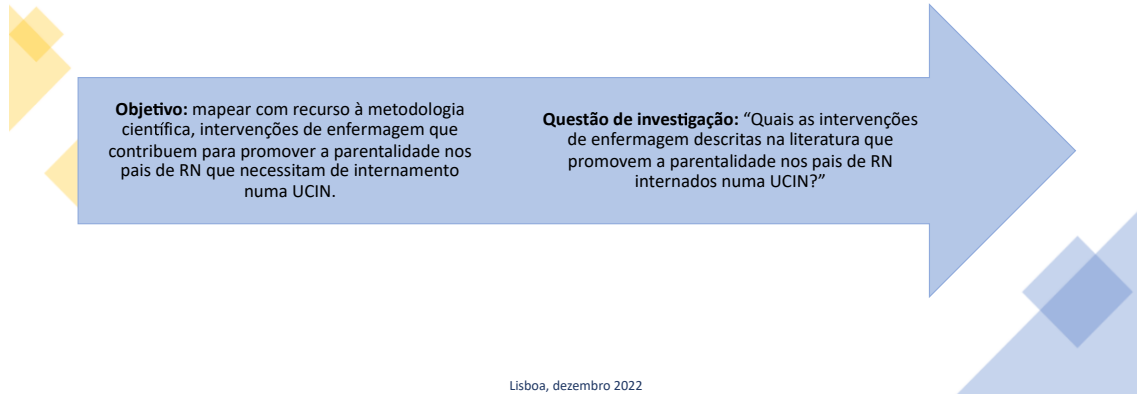 Objetivo: mapear com recurso à metodologia
científica, intervenções de enfermagem que
contribuem para promover a parentalidade nos
pais de RN que necessitam de internamento
numa UCIN.
Questão de investigação: “Quais as intervenções
de enfermagem descritas na literatura que
promovem a parentalidade nos pais de RN
internados numa UCIN?”
Lisboa, dezembro 2022